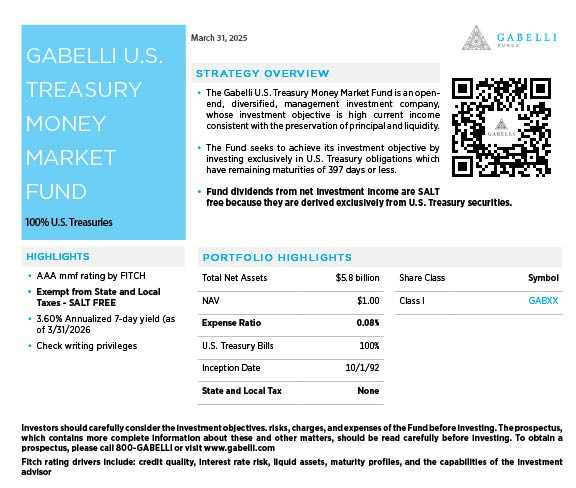 GABELLI U.S.
TREASURY
MONEY
MARKET
FUND
100% U.S. Treasuries
March 31, 2025
GABELLI
FUNDS
STRATEGY OVERVIEW
• The Gabelli U.S. Treasury Money Market Fund is an open-
end, diversified, management investment company,
whose investment objective is high current income
consistent with the preservation of principal and liquidity.
• The Fund seeks to achieve its investment objective by
investing exclusively in U.S. Treasury obligations which
have remaining maturities of 397 days or less.
• Fund dividends from net investment income are SALT
free because they are derived exclusively from U.S. Treasury securities.
GABELLI
HIGHLIGHTS
• AAA mmf rating by FITCH
• Exempt from State and Local
Taxes - SALT FREE
• 3.60% Annualized 7-day yield (as
of 3/31/2026
• Check writing privileges
PORTFOLIO HIGHLIGHTS
Total Net Assets $5.8 billion
NAV $1.00
Expense Ratio 0.08%
U.S. Treasury Bills 100%
Inception Date 10/1/92
State and Local Tax None
Share Class Symbol
Class I GABXX
Investors should carefully consider the investment objectives. risks, charges, and expenses of the Fund before investing. The prospectus,
which contains more complete information about these and other matters, should be read carefully before investing. To obtain a
prospectus, please call 800-GABELLI or visit www.gabelli.com
Fitch rating drivers include: credit quality, interest rate risk, liquid assets, maturity profiles, and the capabilities of the investment
advisor